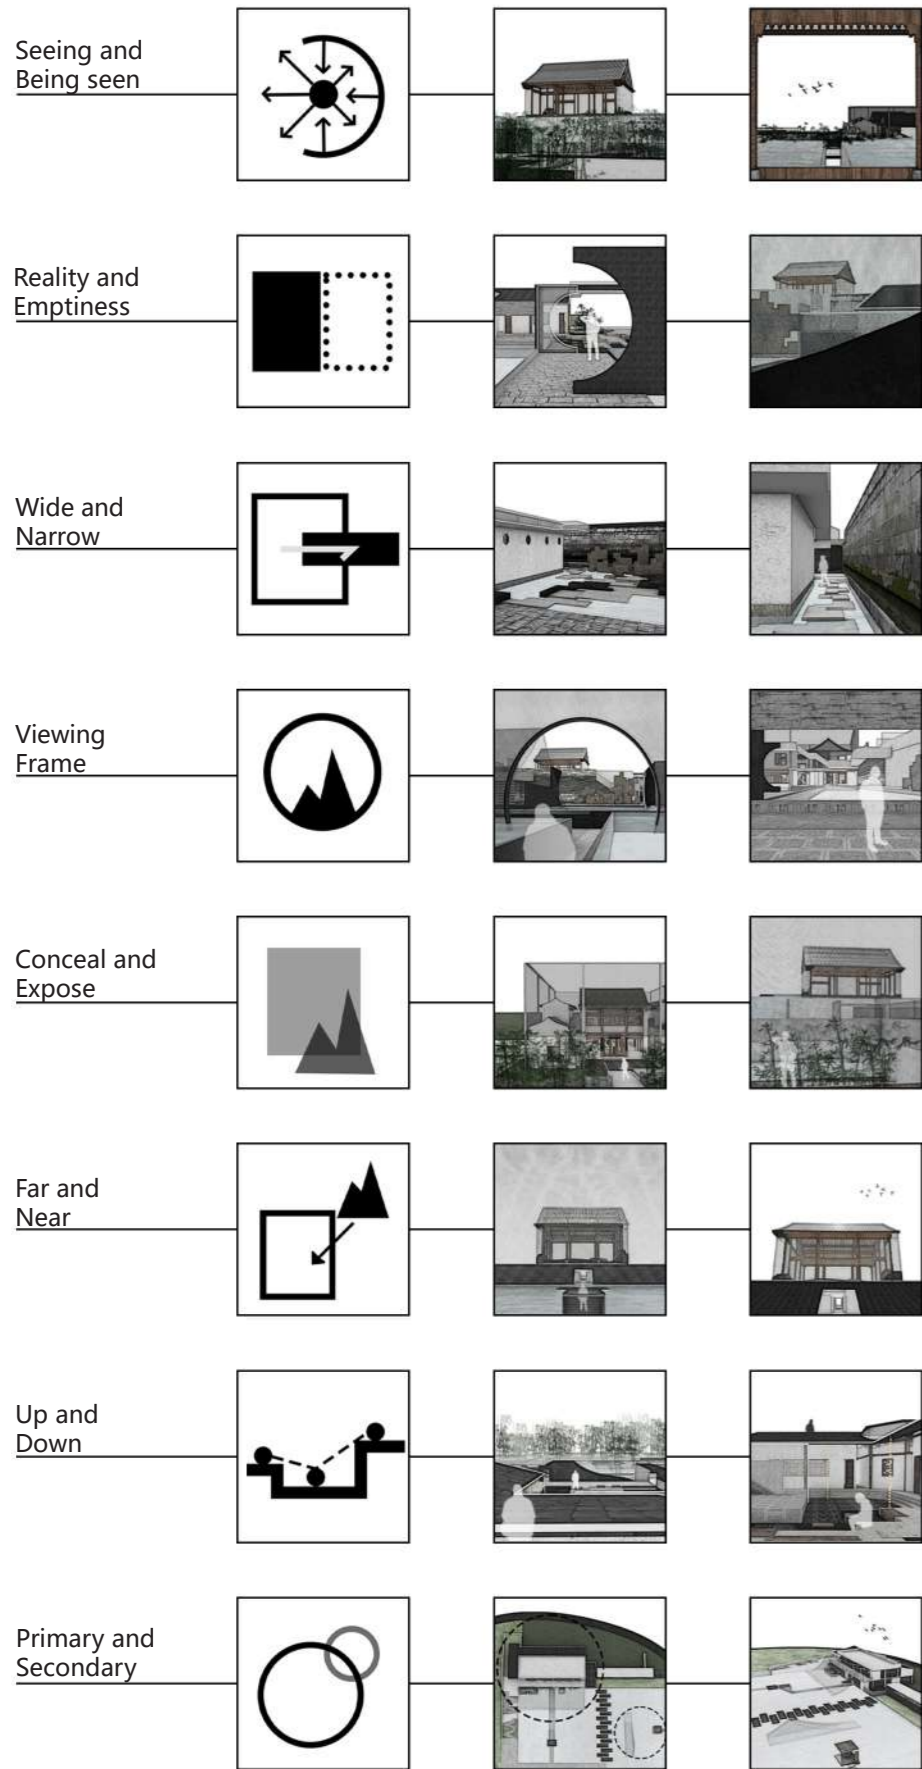 Seeing and
Being seen
Reality and
Emptiness
Wide and
Narrow
Viewing
Frame
Conceal and
Expose
Far and
Near
Up and
Down
Primary and
Secondary